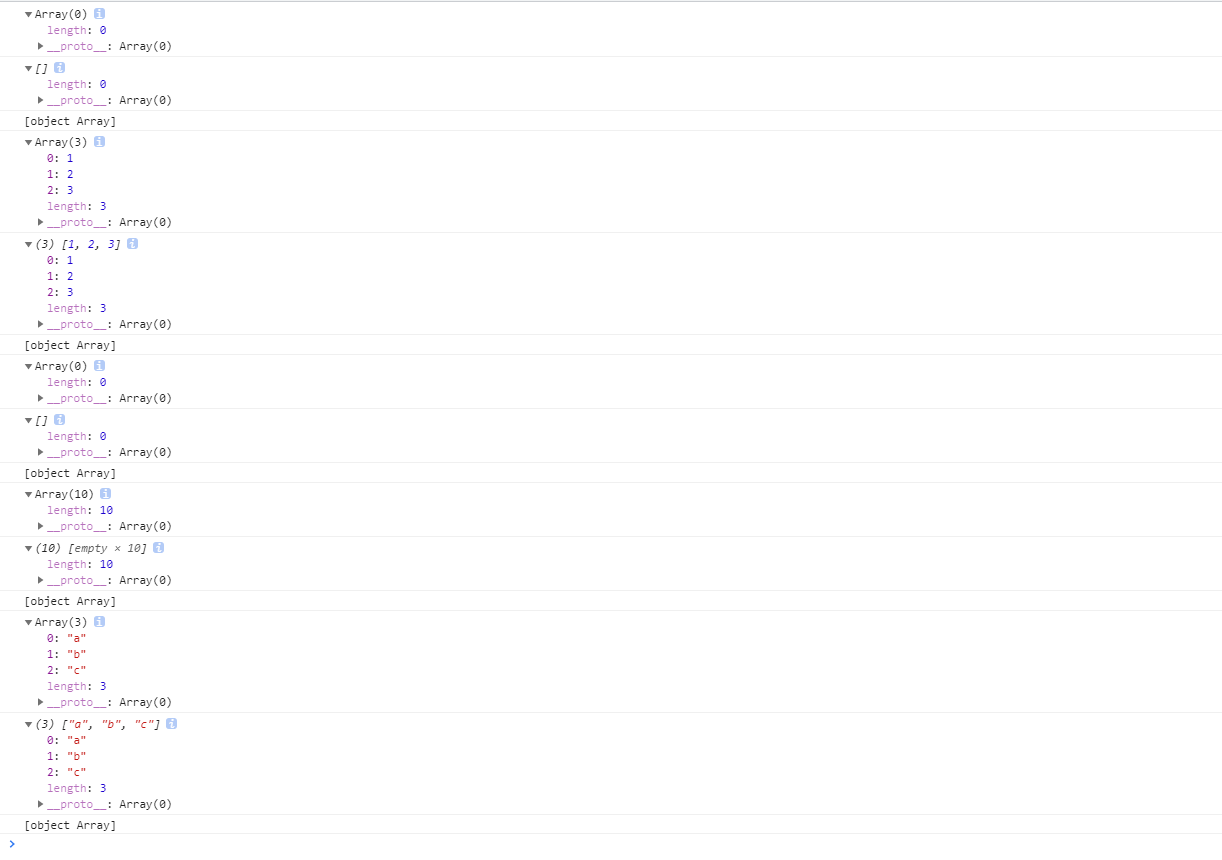 ▼Array(0) i
length: 0
▶__proto__: Array(0)
▼[] i
length: 0
▶__proto__: Array(0)
[object Array]
▼Array(3) i
0: 1
1: 2
2: 3
length: 3
▶__proto__: Array(0)
▼(3) [1, 2, 3] i
0: 1
1: 2
2: 3
length: 3
▶__proto__: Array(0)
[object Array]
▼Array(0) i
length: 0
▶__proto__: Array(0)
▼[] i
length: 0
▶__proto__: Array(0)
[object Array]
▼Array(10) i
length: 10
▶__proto__: Array(0)
▼(10) [empty × 10] i
length: 10
▶__proto__: Array(0)
[object Array]
▼Array(3) i
0: "a"
1: "b"
2: "c"
length: 3
▶__proto__: Array(0)
▼(3) ["a", "b", "c"] i
0: "a"
1: "b"
2: "c"
length: 3
▶__proto__: Array(0)
[object Array]
>